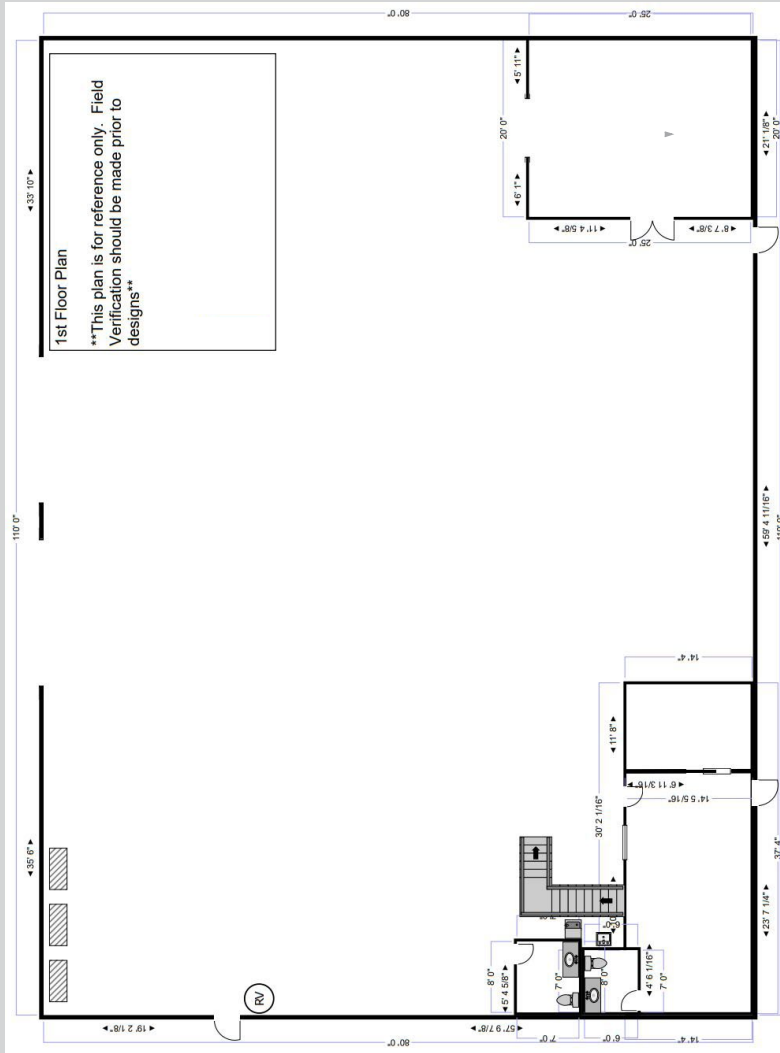 1st Floor Plan
**This plan is for reference only.  Field
Verification should be made prior to
designs**
80' 0"
25' 0"
33' 10"
110' 0"
5' 11"
20' 0"
6' 1"
21' 1/8"
20' 0"
11' 4 5/8"
8' 7 3/8"
25' 0"
59' 4 11/16"
110' 0"
14' 4"
11' 8"
6' 11 3/16"
14' 5 5/16"
30' 2 1/16"
37' 4"
23' 7 1/4"
35' 6"
RV
8' 0"
5' 4 5/8"
7' 0"
8' 0"
6' 0"
4' 6 1/16"
7' 0"
19' 2 1/8"
80' 0"
57' 9 7/8"
7' 0"
6' 0"
14' 4"